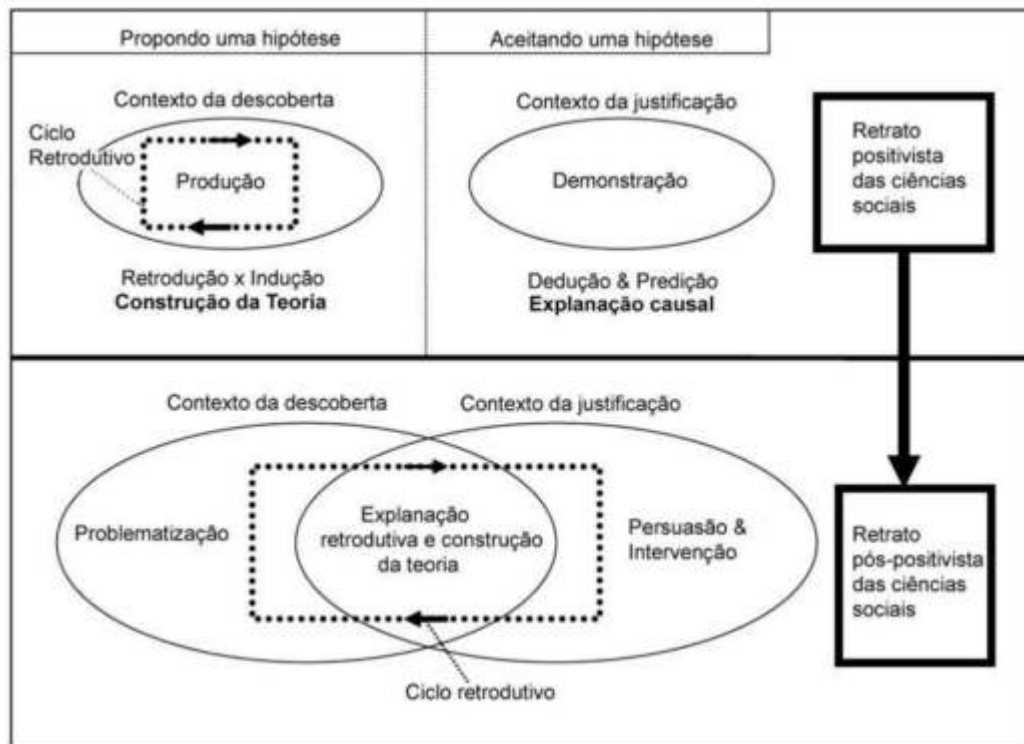 Propondo uma hipótese
Aceitando uma hipótese
Contexto da descoberta
Ciclo
Retrodutivo
Produção
Retrodução x Indução
Construção da Teoria
Contexto da justificação
Demonstração
Dedução & Predição
Explanação causal
Retrato
positivista
das ciências
sociais
Contexto da descoberta
Contexto da justificação
Problematização
Explanação
retrodutiva e construção
da teoria
Persuasão &
Intervenção
Ciclo retrodutivo
Retrato
pós-positivista
das ciências
sociais